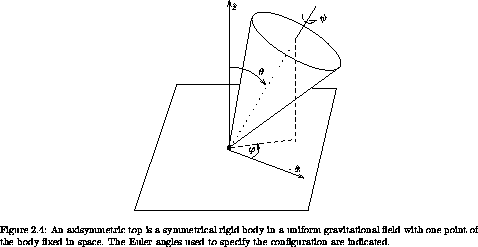 ẑ
ψ
θ
φ
x̂
Figure 2.4: An axisymmetric top is a symmetrical rigid body in a uniform gravitational field with one point of
the body fixed in space. The Euler angles used to specify the configuration are indicated.